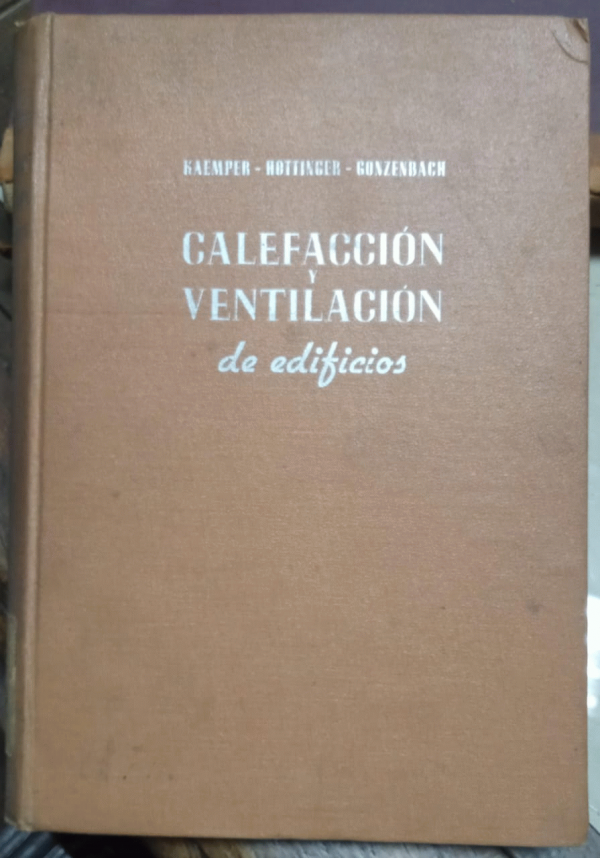 KAEMPER - HOTTINGER - GONZENBACH
CALEFACCIÓN
Y
VENTILACIÓN
de edificios